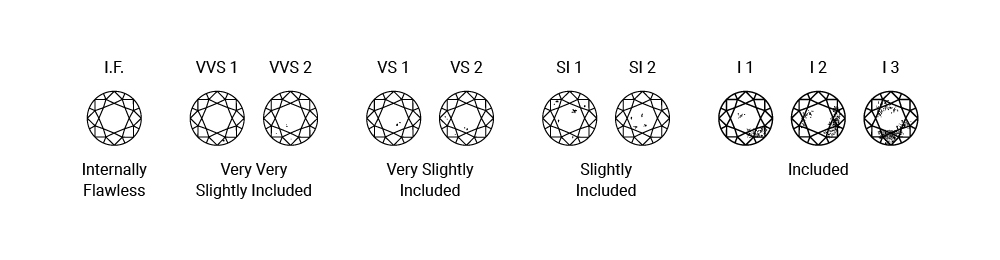 I.F.
VVS 1
VVS 2
VS 1
VS 2
SI 1
SI 2
I 1
I 2
I 3
Internally
Flawless
Very Very
Slightly Included
Very Slightly
Included
Slightly
Included
Included